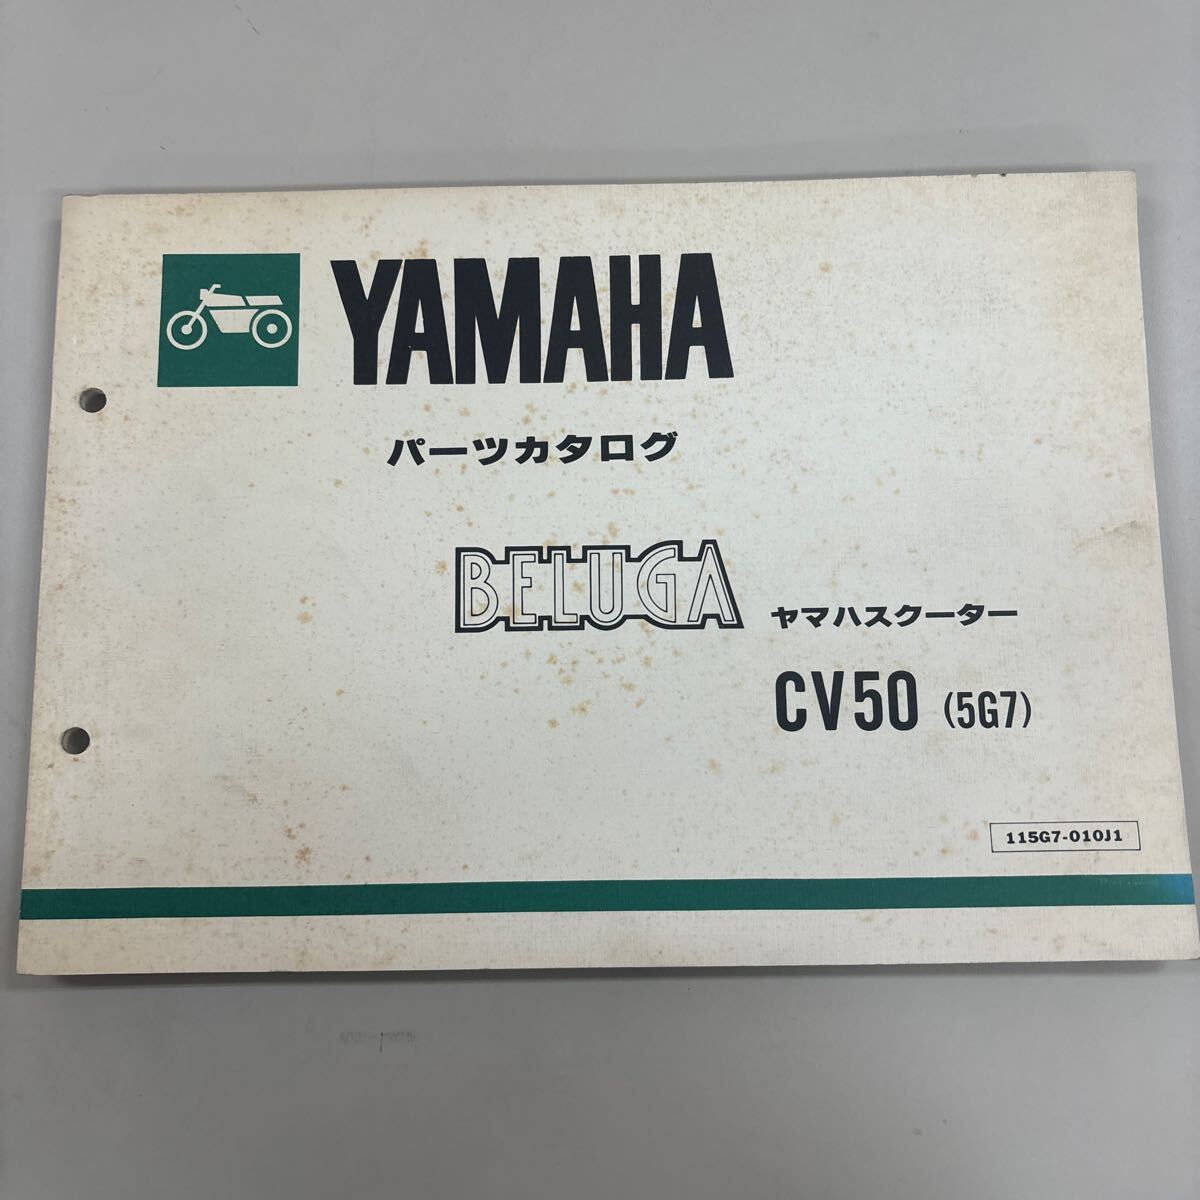 YAMAHA
パーツカタログ
BELUGA ヤマハスクーター
CV50 (5G7)
115G7-010J1